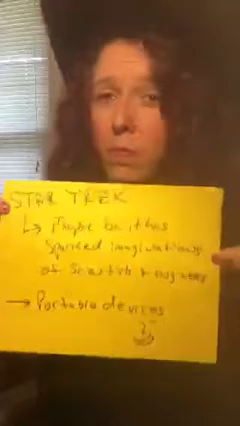 STAR TREK
↳ Maybe bc it has
sparked imaginations
of scientists & engineers
→ Portable devices